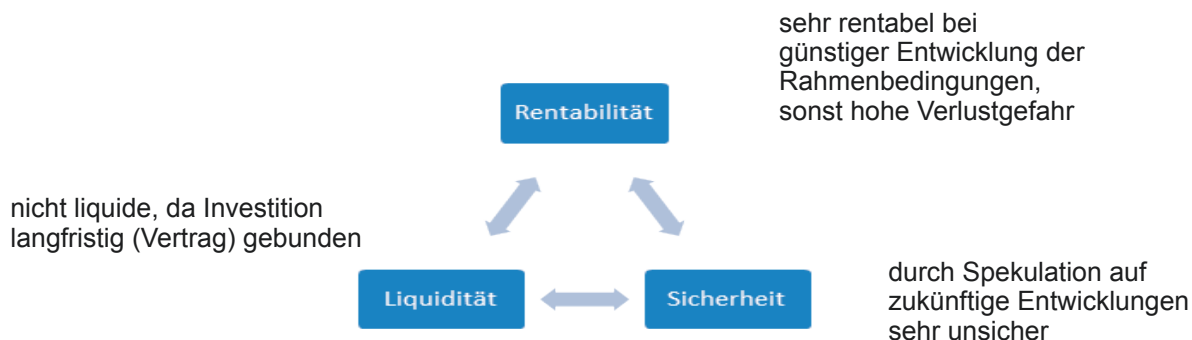 sehr rentabel bei
günstiger Entwicklung der
Rahmenbedingungen,
sonst hohe Verlustgefahr
Rentabilität
nicht liquide, da Investition
langfristig (Vertrag) gebunden
Liquidität
Sicherheit
durch Spekulation auf
zukünftige Entwicklungen
sehr unsicher